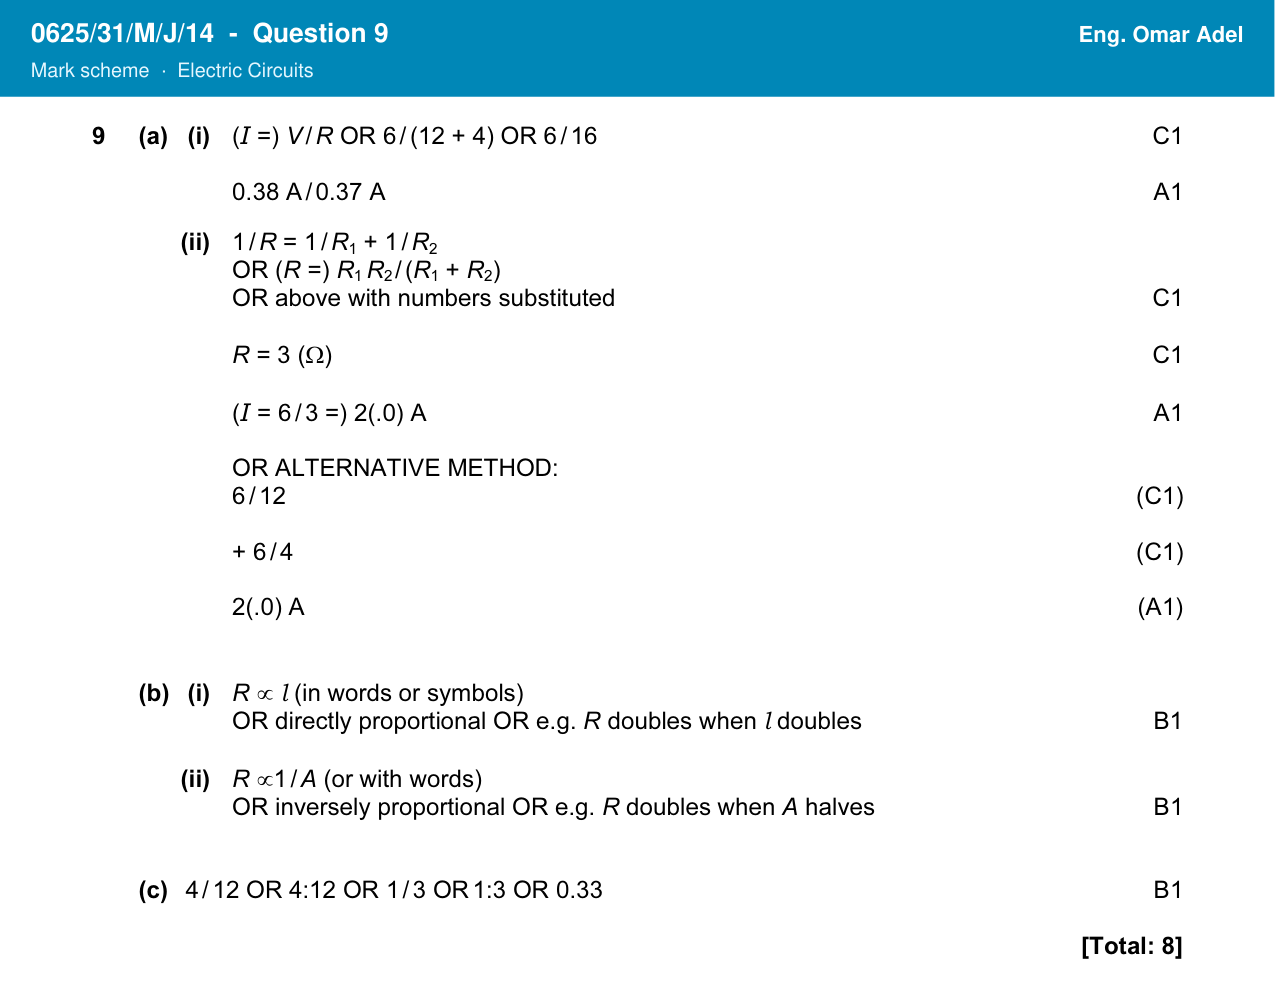 0625/31/M/J/14 - Question 9
Eng. Omar Adel
Mark scheme · Electric Circuits
9 (a) (i) (I =) V/R OR 6/(12 + 4) OR 6/16 C1
0.38 A/0.37 A A1
(ii) 1/R = 1/R₁ + 1/R₂
OR (R =) R₁R₂/(R₁ + R₂)
OR above with numbers substituted C1
R = 3 (Ω) C1
(I = 6/3 =) 2(.0) A A1
OR ALTERNATIVE METHOD:
6/12 (C1)
+ 6/4 (C1)
2(.0) A (A1)
(b) (i) R ∝ l (in words or symbols)
OR directly proportional OR e.g. R doubles when l doubles B1
(ii) R ∝1/A (or with words)
OR inversely proportional OR e.g. R doubles when A halves B1
(c) 4/12 OR 4:12 OR 1/3 OR 1:3 OR 0.33 B1
[Total: 8]